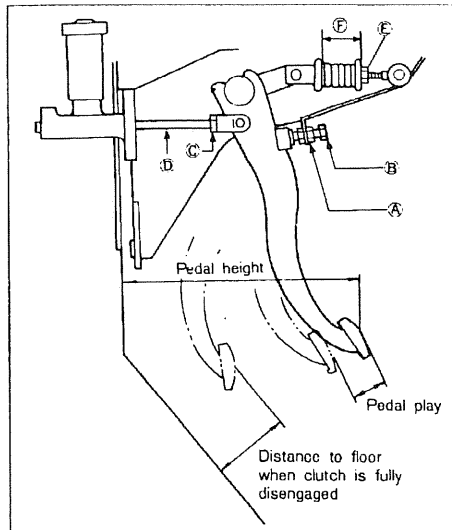 F
E
C
D
B
A
Pedal height
Pedal play
Distance to floor
when clutch is fully
disengaged